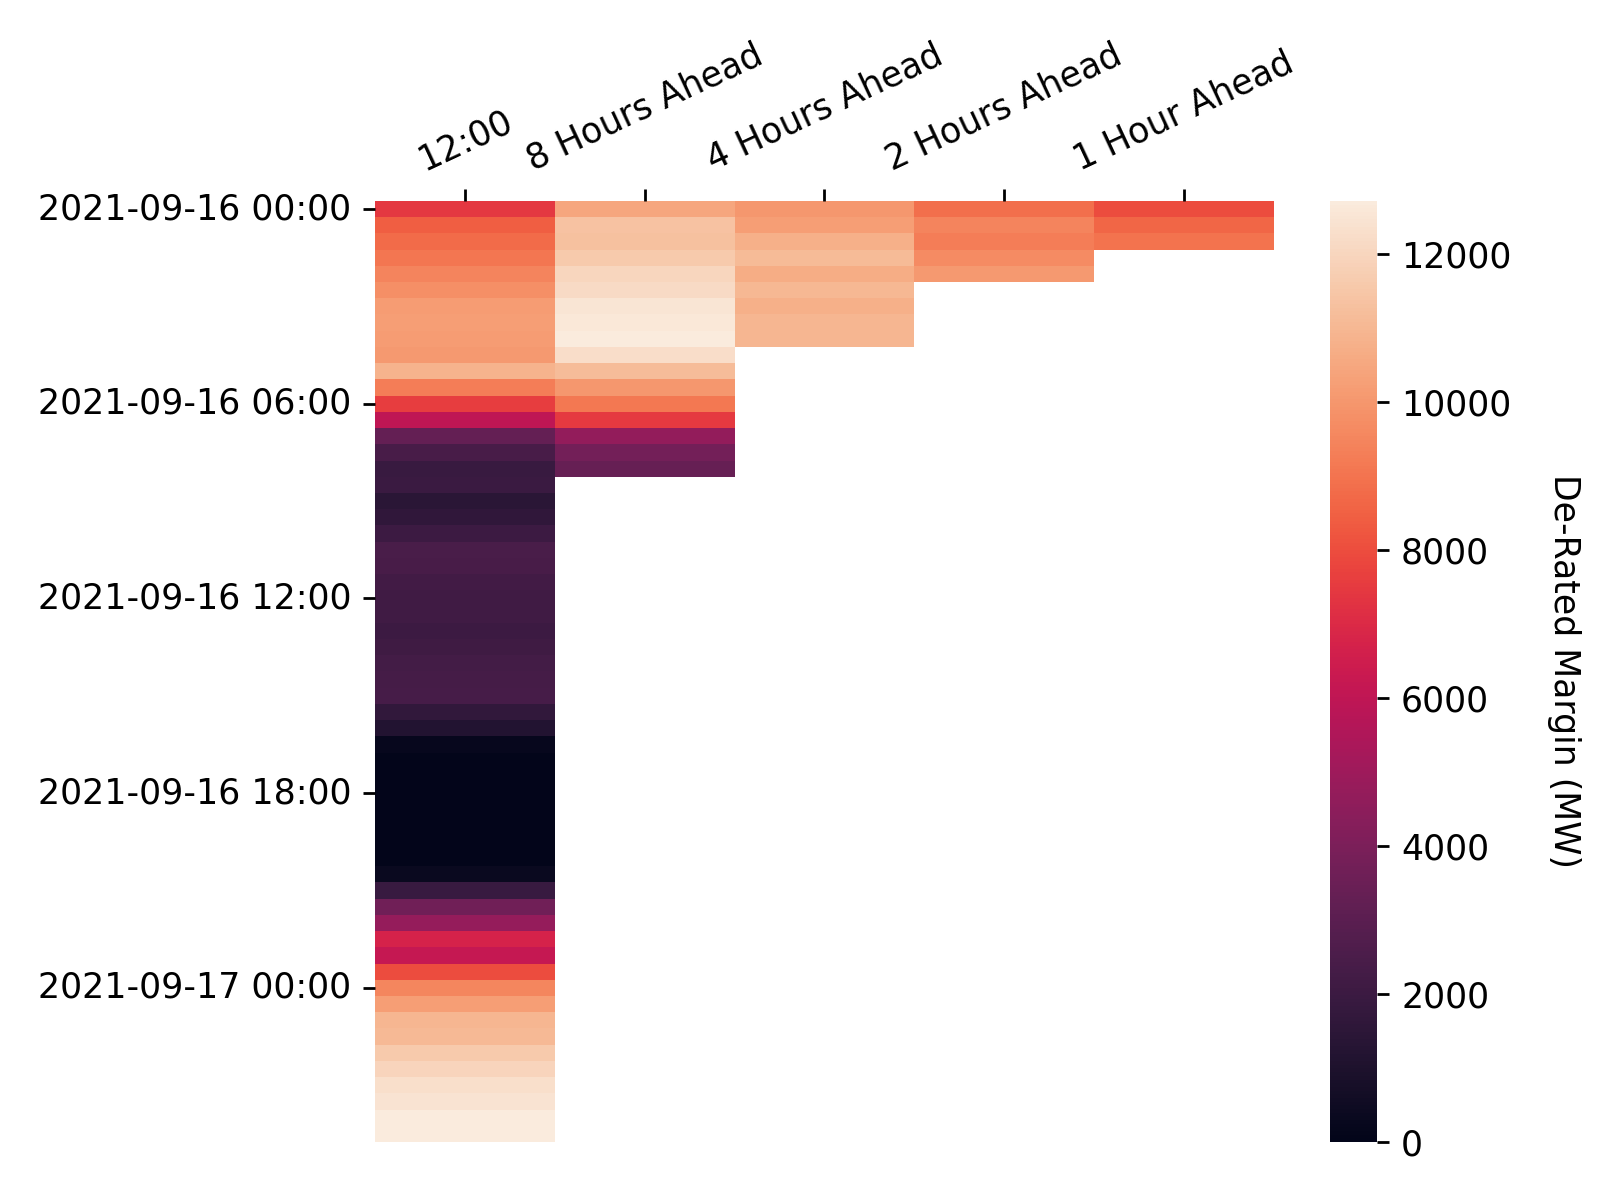 12:00
8 Hours Ahead
4 Hours Ahead
2 Hours Ahead
1 Hour Ahead
2021-09-16 00:00
2021-09-16 06:00
2021-09-16 12:00
2021-09-16 18:00
2021-09-17 00:00
12000
10000
8000
6000
4000
2000
0
De-Rated Margin (MW)